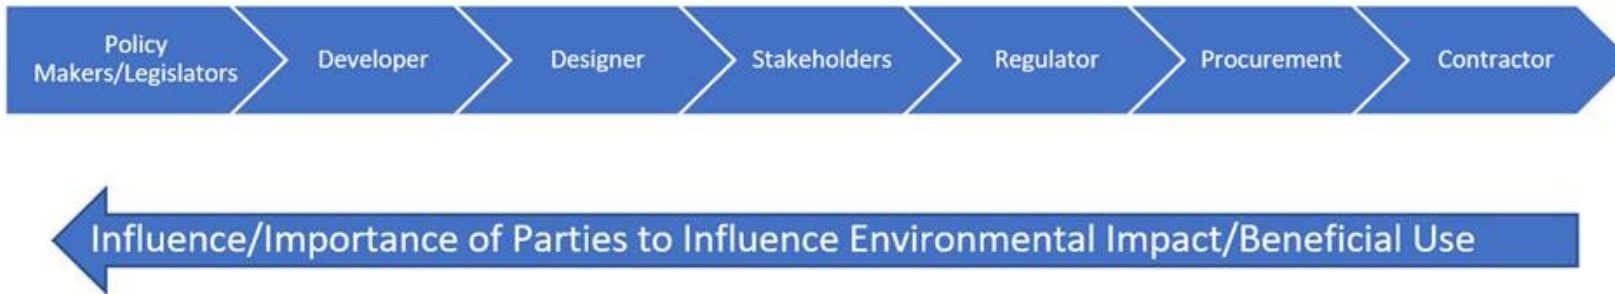 Policy
Makers/Legislators
Developer
Designer
Stakeholders
Regulator
Procurement
Contractor
Influence/Importance of Parties to Influence Environmental Impact/Beneficial Use